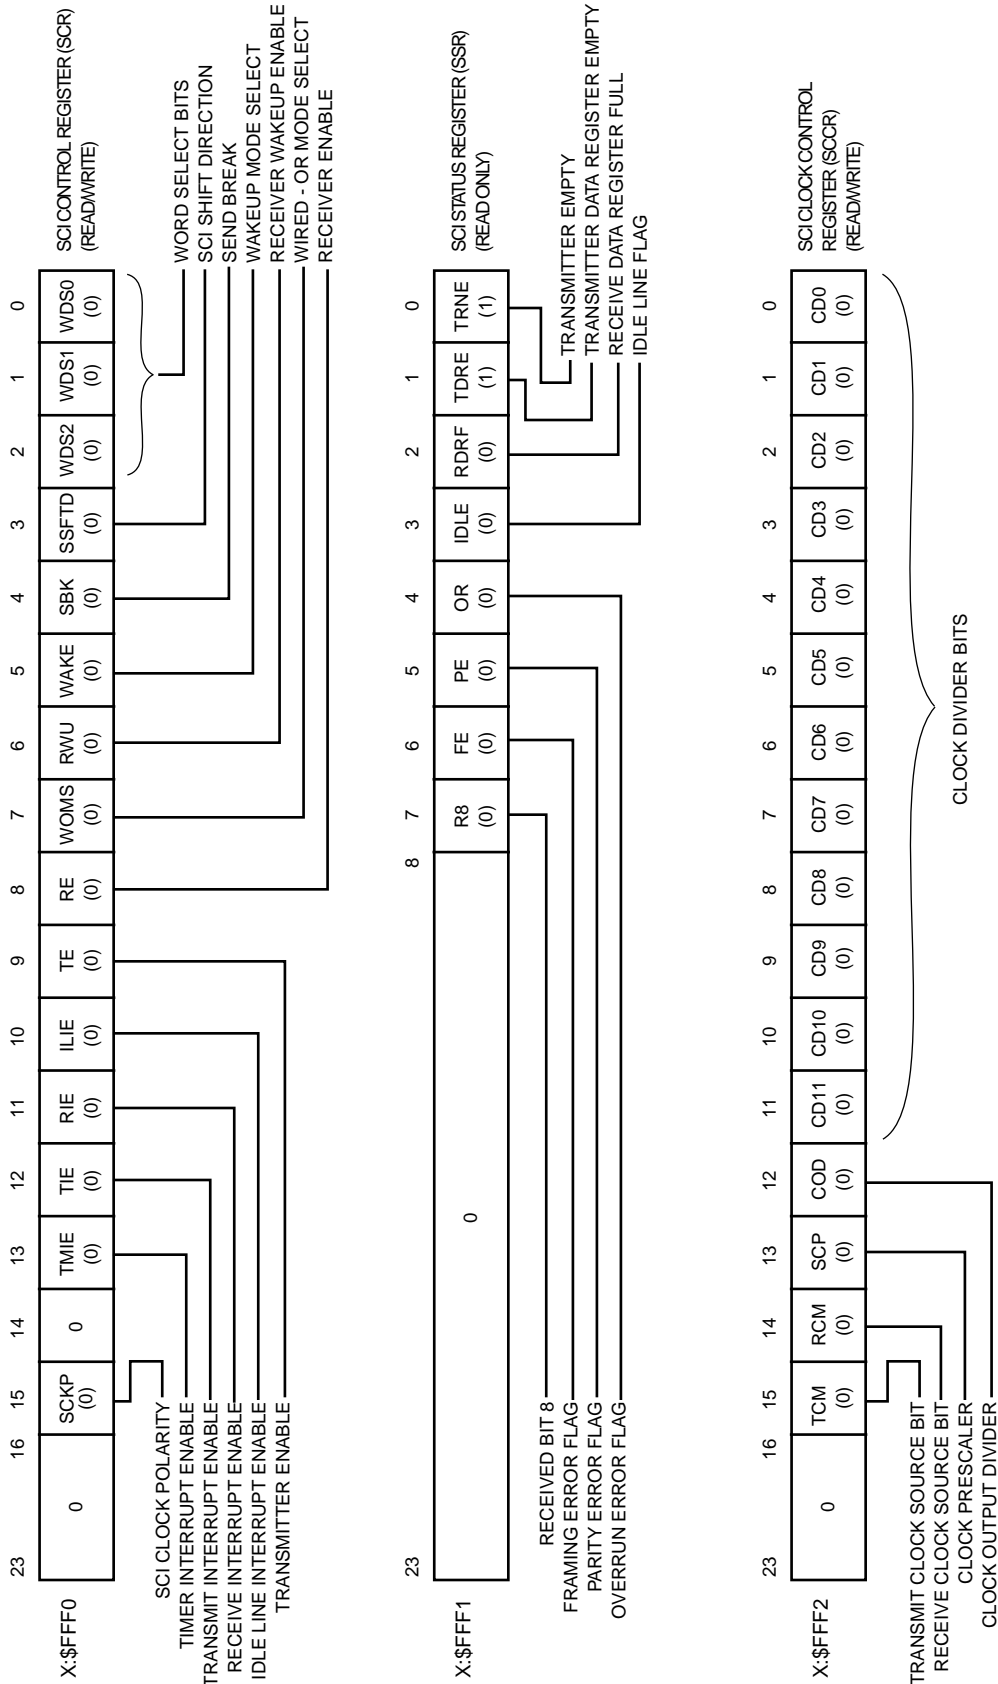 23 16 15 14 13 12 11 10 9 8 7 6 5 4 3 2 1 0
X:$FFF0
0 SCKP 0 TMIE TIE RIE ILIE TE RE WOMS RWU WAKE SBK SSFTD WDS2 WDS1 WDS0
(0) (0) (0) (0) (0) (0) (0) (0) (0) (0) (0) (0) (0) (0) (0)
SCI CONTROL REGISTER (SCR)
(READ/WRITE)
SCI CLOCK POLARITY
TIMER INTERRUPT ENABLE
TRANSMIT INTERRUPT ENABLE
RECEIVE INTERRUPT ENABLE
IDLE LINE INTERRUPT ENABLE
TRANSMITTER ENABLE
WORD SELECT BITS
SCI SHIFT DIRECTION
SEND BREAK
WAKEUP MODE SELECT
RECEIVER WAKEUP ENABLE
WIRED - OR MODE SELECT
RECEIVER ENABLE
23 8 7 6 5 4 3 2 1 0
X:$FFF1
0 R8 FE PE OR IDLE RDRF TDRE TRNE
(0) (0) (0) (0) (0) (0) (1) (1)
SCI STATUS REGISTER (SSR)
(READ ONLY)
RECEIVED BIT 8
FRAMING ERROR FLAG
PARITY ERROR FLAG
OVERRUN ERROR FLAG
TRANSMITTER EMPTY
TRANSMITTER DATA REGISTER EMPTY
RECEIVE DATA REGISTER FULL
IDLE LINE FLAG
23 16 15 14 13 12 11 10 9 8 7 6 5 4 3 2 1 0
X:$FFF2
0 TCM RCM SCP COD CD11 CD10 CD9 CD8 CD7 CD6 CD5 CD4 CD3 CD2 CD1 CD0
(0) (0) (0) (0) (0) (0) (0) (0) (0) (0) (0) (0) (0) (0) (0) (0)
SCI CLOCK CONTROL
REGISTER (SCCR)
(READ/WRITE)
TRANSMIT CLOCK SOURCE BIT
RECEIVE CLOCK SOURCE BIT
CLOCK PRESCALER
CLOCK OUTPUT DIVIDER
CLOCK DIVIDER BITS